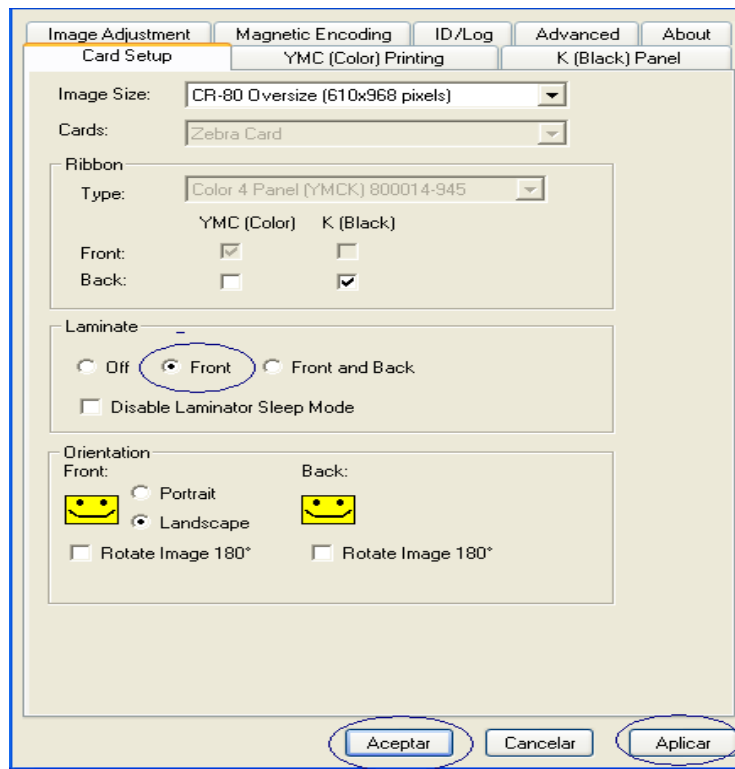 Image Adjustment Magnetic Encoding ID/Log Advanced About
Card Setup YMC (Color) Printing K (Black) Panel
Image Size: CR-80 Oversize (610x968 pixels)
Cards: Zebra Card
Ribbon
Type: Color 4 Panel (YMCK) 800014-945
YMC (Color) K (Black)
Front:
Back:
Laminate
Off Front Front and Back
Disable Laminator Sleep Mode
Orientation
Front: Back:
Portrait
Landscape
Rotate Image 180° Rotate Image 180°
Aceptar Cancelar Aplicar